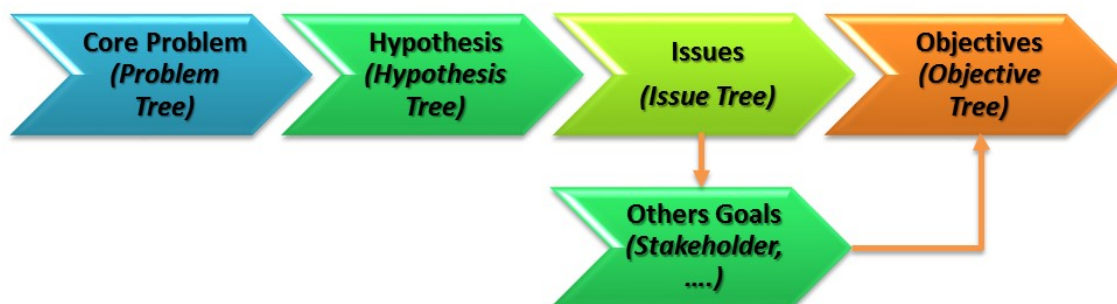 Core Problem
(Problem
Tree)
Hypothesis
(Hypothesis
Tree)
Issues
(Issue Tree)
Objectives
(Objective
Tree)
Others Goals
(Stakeholder,
....)